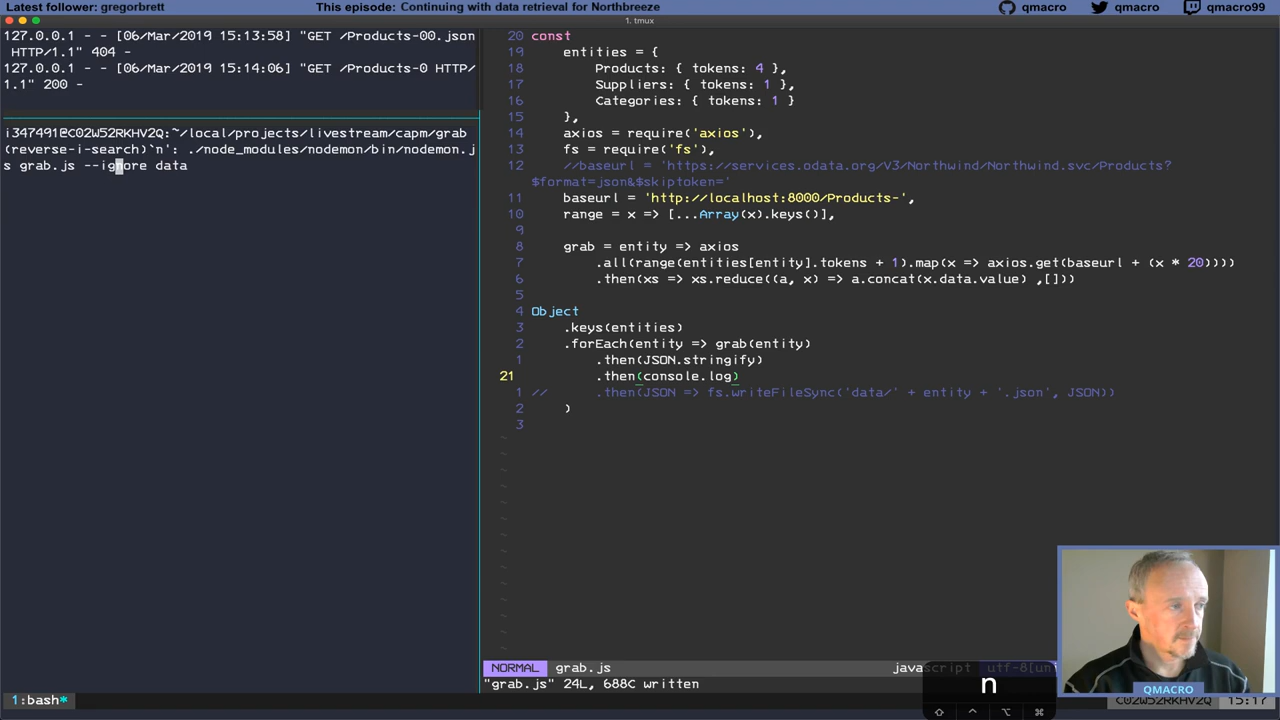 Latest follower: gregorbrett
This episode: Continuing with data retrieval for Northbreeze
qmacro
qmacro
qmacro99
1. tmux
127.0.0.1 - - [06/Mar/2019 15:13:58] "GET /Products-00.json
 HTTP/1.1" 404 -
127.0.0.1 - - [06/Mar/2019 15:14:06] "GET /Products-0 HTTP/
1.1" 200 -
i347491@C02W52RKHV2Q:~/local/projects/livestream/capm/grab
(reverse-i-search)`n': ./node_modules/nodemon/bin/nodemon.j
s grab.js --ignore data
20 const
19     entities = {
18         Products: { tokens: 4 },
17         Suppliers: { tokens: 1 },
16         Categories: { tokens: 1 }
15     },
14     axios = require('axios'),
13     fs = require('fs'),
12     //baseurl = 'https://services.odata.org/V3/Northwind/Northwind.svc/Products?
$format=json&$skiptoken='
11     baseurl = 'http://localhost:8000/Products-',
10     range = x => [...Array(x).keys()],
9
8     grab = entity => axios
7         .all(range(entities[entity].tokens + 1).map(x => axios.get(baseurl + (x * 20))))
6         .then(xs => xs.reduce((a, x) => a.concat(x.data.value) ,[]))
5
4 Object
3     .keys(entities)
2     .forEach(entity => grab(entity)
1         .then(JSON.stringify)
21         .then(console.log)
1 //      .then(JSON => fs.writeFileSync('data/' + entity + '.json', JSON))
2     )
3
~
~
~
~
~
~
~
~
~
~
~
~
~
~
NORMAL grab.js javascript utf-8[un
"grab.js" 24L, 688C written
n
QMACRO
1:bash* C02W52RKHV2Q 15:17